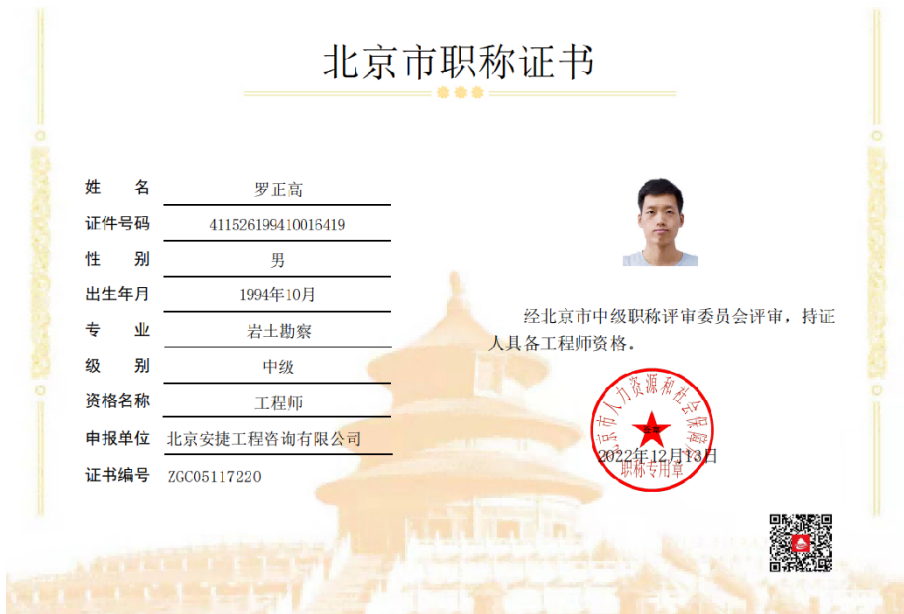 北京市职称证书
姓 名 罗正高
证件号码 411526199410016419
性 别 男
出生年月 1994年10月
专 业 岩土勘察
级 别 中级
资格名称 工程师
申报单位 北京安捷工程咨询有限公司
证书编号 ZGC05117220
经北京市中级职称评审委员会评审，持证
人具备工程师资格。
北京市人力资源和社会保障局
2022年12月13日
职称专用章